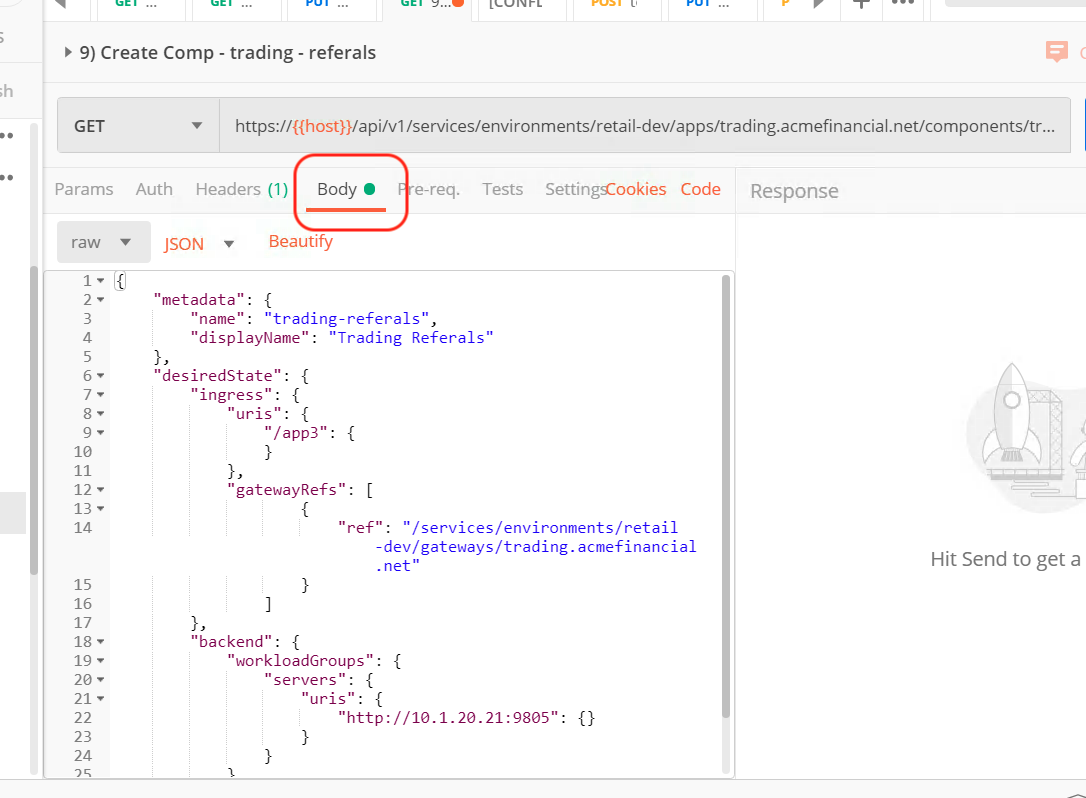 GET ... GET ... PUT ... GET 9... [CONFL POST PUT ... P
9) Create Comp - trading - referals
GET https://{{host}}/api/v1/services/environments/retail-dev/apps/trading.acmefinancial.net/components/tr...
Params Auth Headers (1) Body Pre-req. Tests Settings Cookies Code Response
raw JSON Beautify
1 {
2 "metadata": {
3 "name": "trading-referals",
4 "displayName": "Trading Referals"
5 },
6 "desiredState": {
7 "ingress": {
8 "uris": {
9 "/app3": {
10 }
11 },
12 "gatewayRefs": [
13 {
14 "ref": "/services/environments/retail
-dev/gateways/trading.acmefinancial
.net"
15 }
16 ]
17 },
18 "backend": {
19 "workloadGroups": {
20 "servers": {
21 "uris": {
22 "http://10.1.20.21:9805": {}
23 }
24 }
25 }
Hit Send to get a